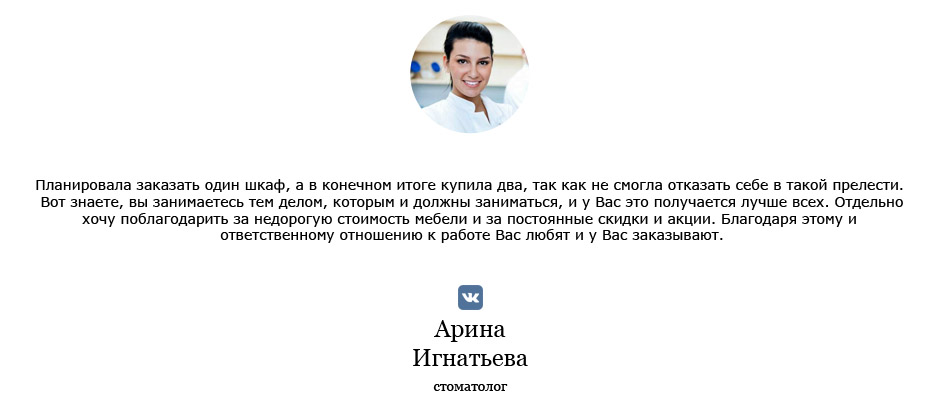 Планировала заказать один шкаф, а в конечном итоге купила два, так как не смогла отказать себе в такой прелести.
Вот знаете, вы занимаетесь тем делом, которым и должны заниматься, и у Вас это получается лучше всех. Отдельно
хочу поблагодарить за недорогую стоимость мебели и за постоянные скидки и акции. Благодаря этому и
ответственному отношению к работе Вас любят и у Вас заказывают.
Арина
Игнатьева
стоматолог